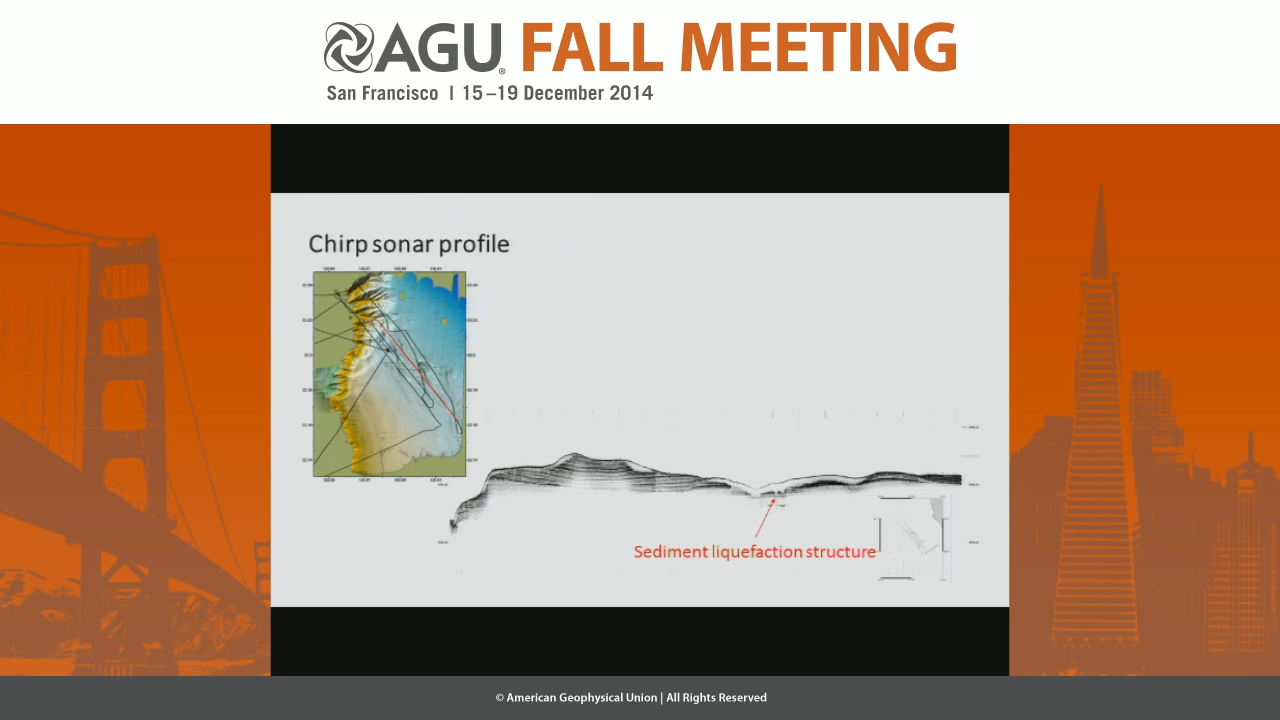 AGU® FALL MEETING
San Francisco | 15–19 December 2014
Chirp sonar profile
Sediment liquefaction structure
© American Geophysical Union | All Rights Reserved